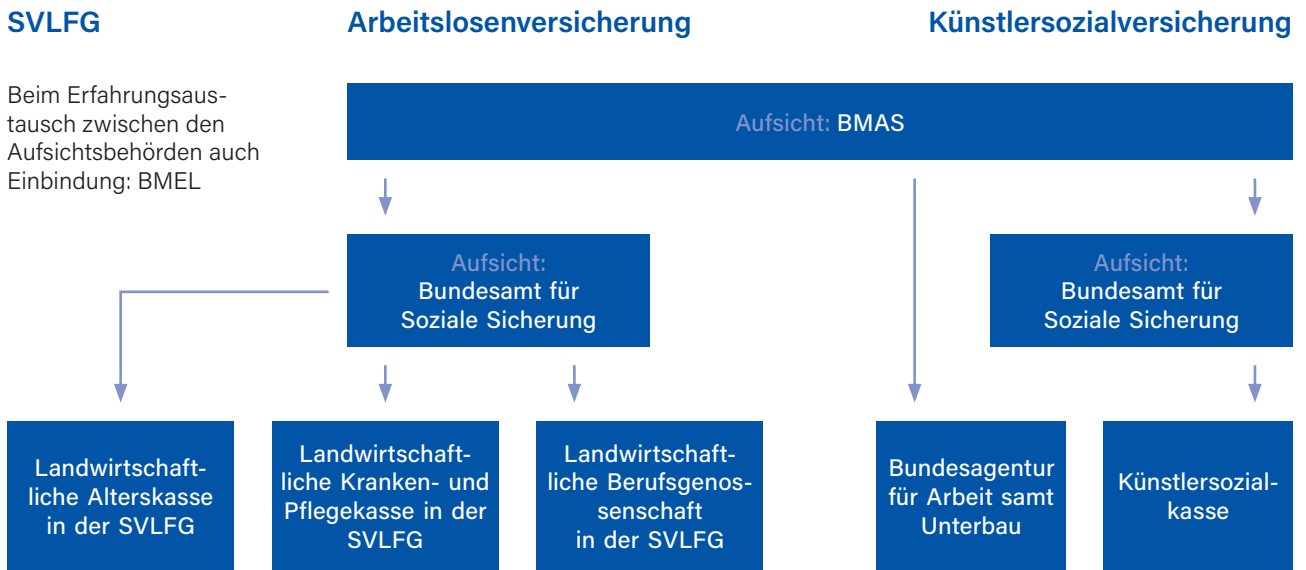 SVLFG
Arbeitslosenversicherung
Künstlersozialversicherung
Beim Erfahrungsaus-
tausch zwischen den
Aufsichtsbehörden auch
Einbindung: BMEL
Aufsicht: BMAS
Aufsicht:
Bundesamt für
Soziale Sicherung
Aufsicht:
Bundesamt für
Soziale Sicherung
Landwirtschaft-
liche Alterskasse
in der SVLFG
Landwirtschaft-
liche Kranken- und
Pflegekasse in der
SVLFG
Landwirtschaft-
liche Berufsgenos-
senschaft
in der SVLFG
Bundesagentur
für Arbeit samt
Unterbau
Künstlersozial-
kasse